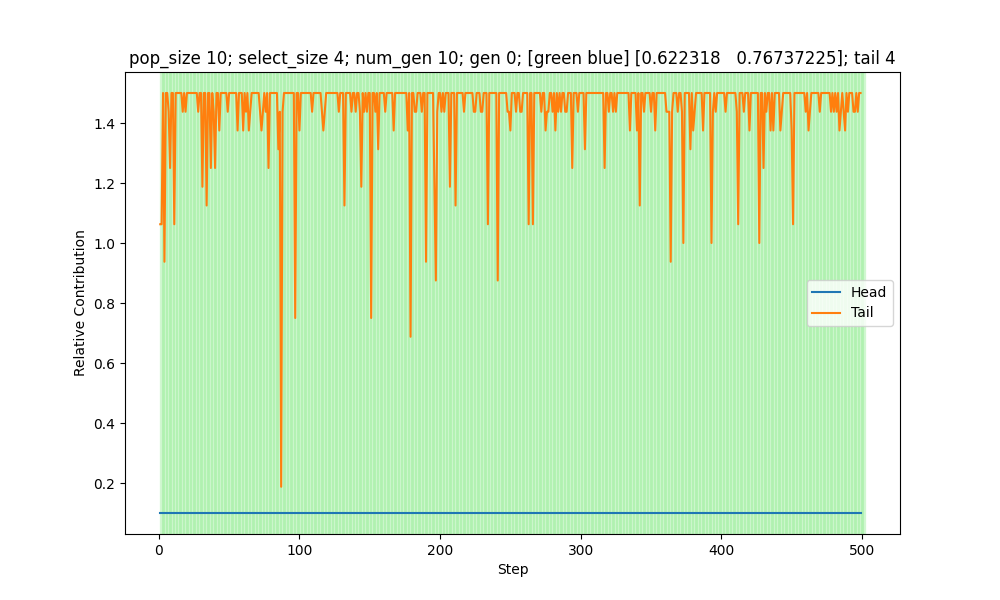 pop_size 10; select_size 4; num_gen 10; gen 0; [green blue] [0.622318   0.76737225]; tail 4
1.4
1.2
1.0
0.8
0.6
0.4
0.2
Relative Contribution
Head
Tail
0 100 200 300 400 500
Step